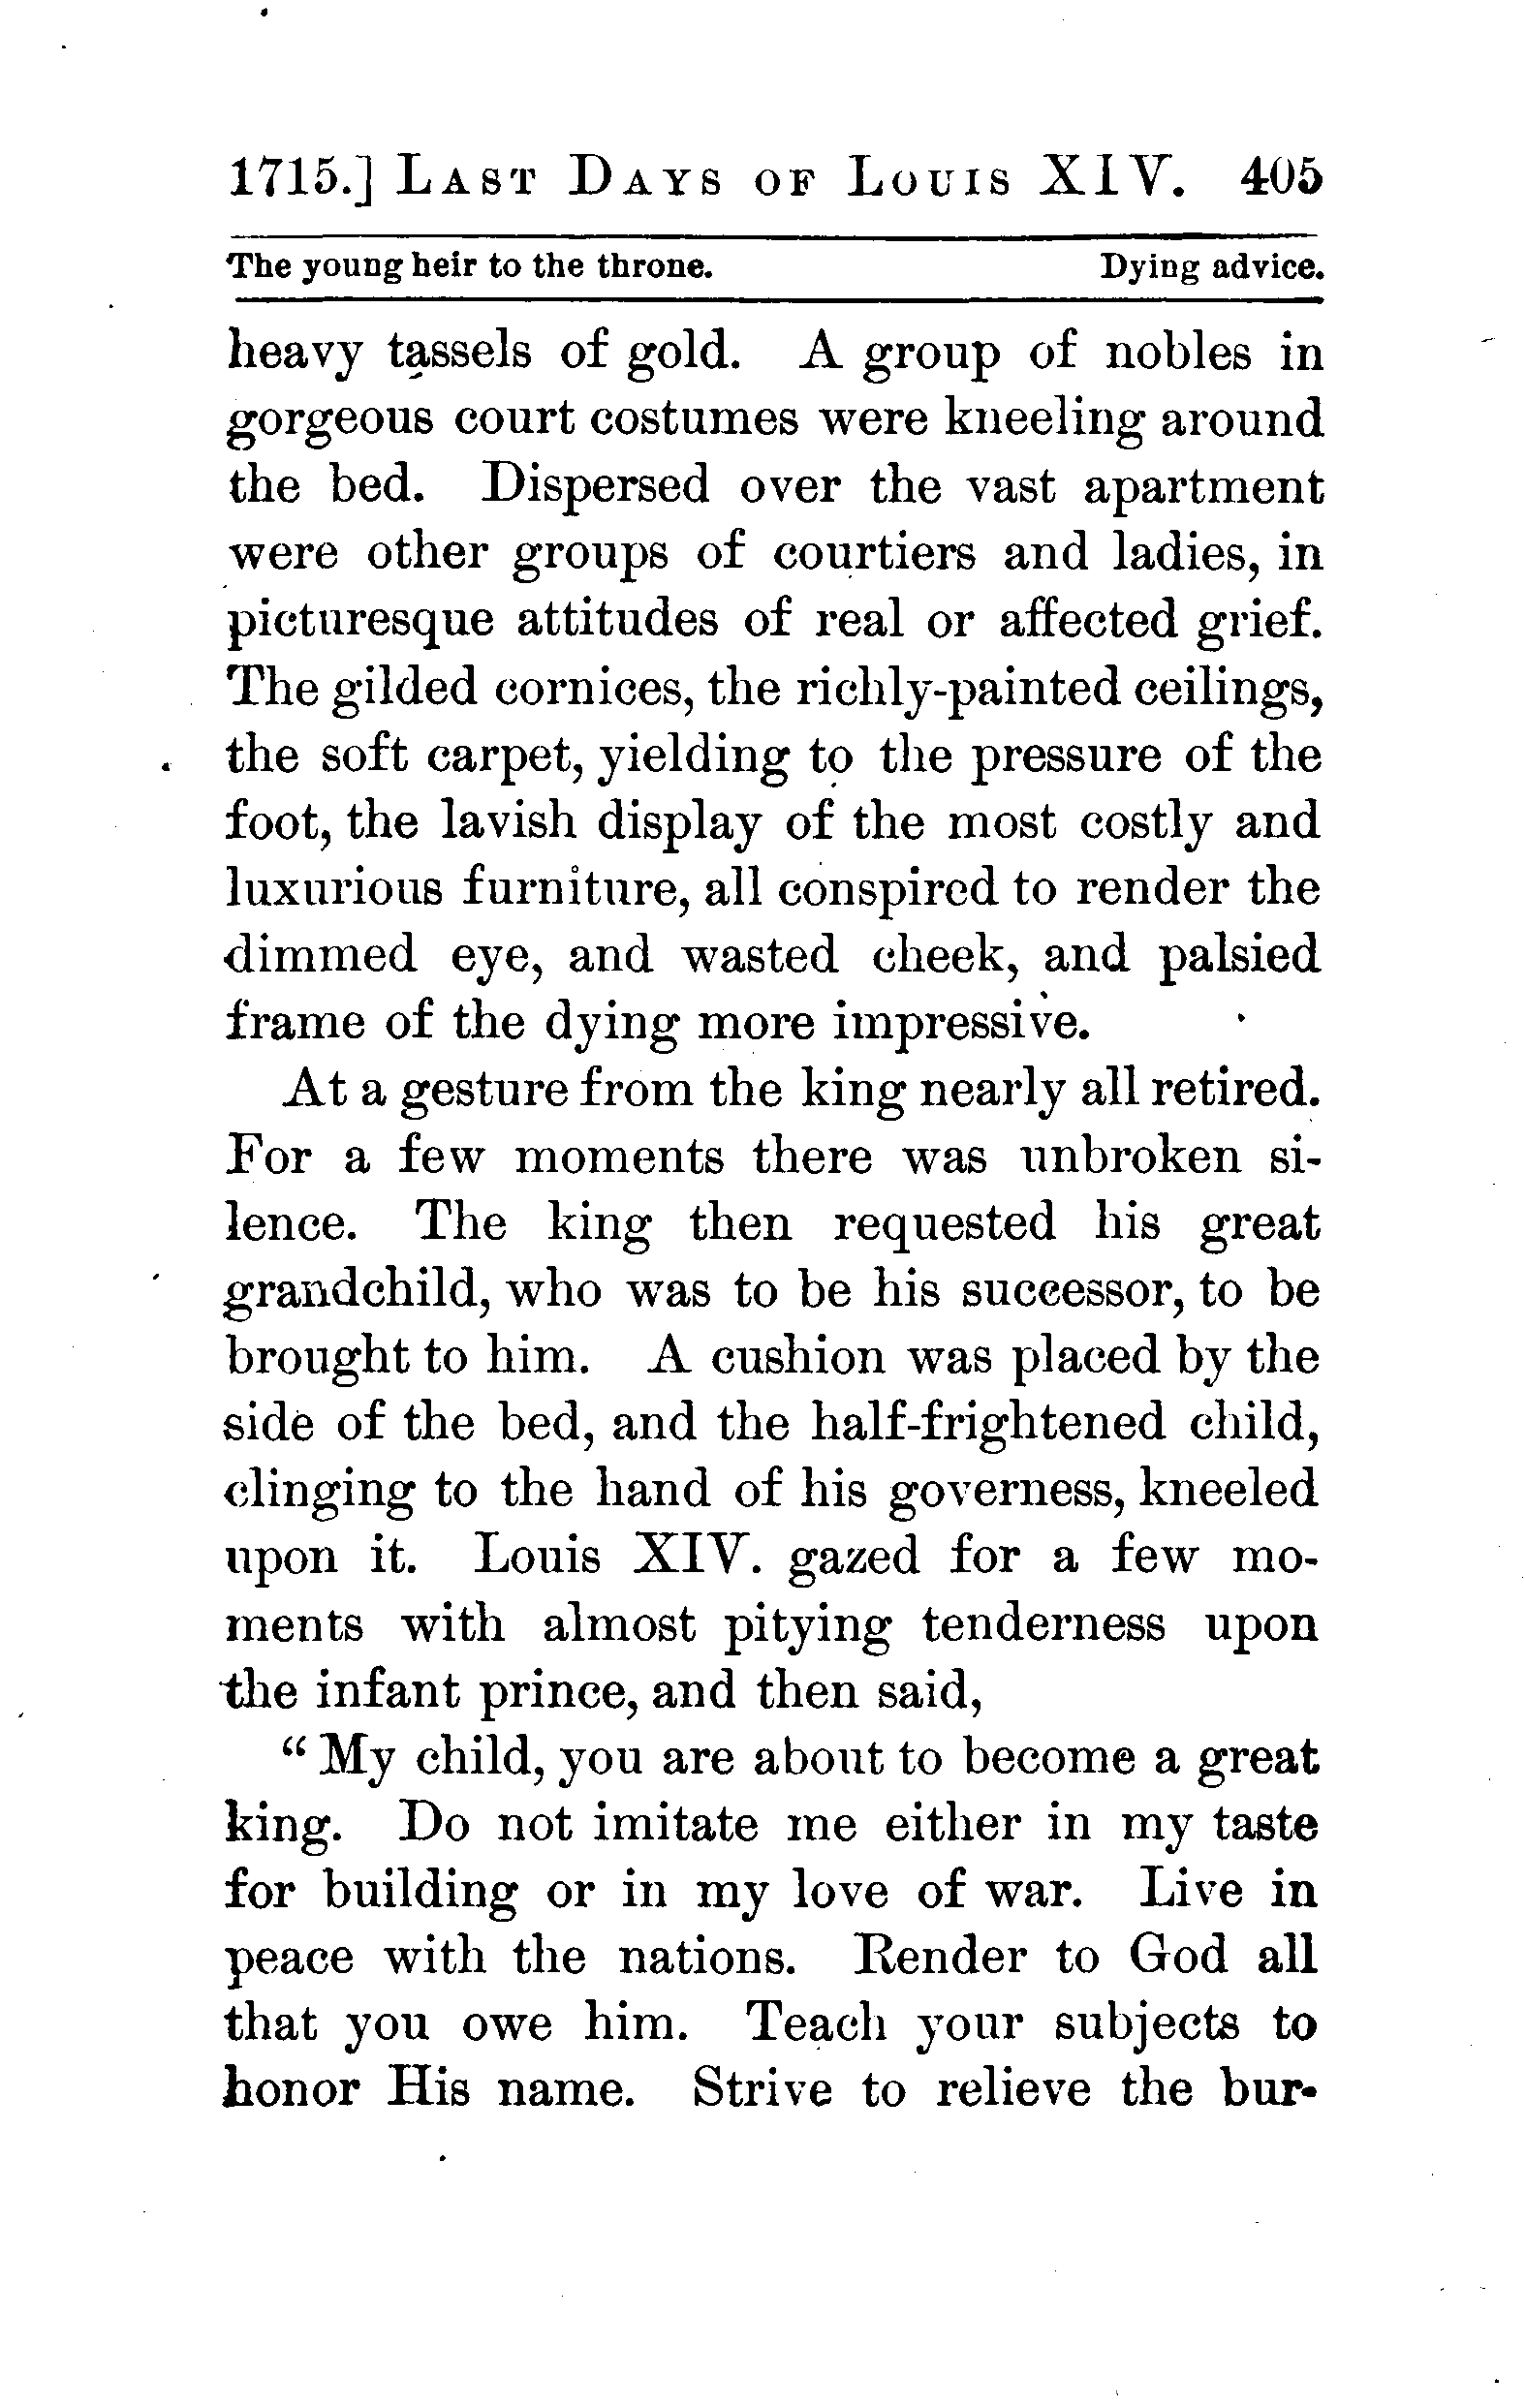 1715.] LAST DAYS OF LOUIS XIV. 405
The young heir to the throne. Dying advice.
heavy tassels of gold. A group of nobles in
gorgeous court costumes were kneeling around
the bed. Dispersed over the vast apartment
were other groups of courtiers and ladies, in
picturesque attitudes of real or affected grief.
The gilded cornices, the richly-painted ceilings,
the soft carpet, yielding to the pressure of the
foot, the lavish display of the most costly and
luxurious furniture, all conspired to render the
dimmed eye, and wasted cheek, and palsied
frame of the dying more impressive.
At a gesture from the king nearly all retired.
For a few moments there was unbroken si-
lence. The king then requested his great
grandchild, who was to be his successor, to be
brought to him. A cushion was placed by the
side of the bed, and the half-frightened child,
clinging to the hand of his governess, kneeled
upon it. Louis XIV. gazed for a few mo-
ments with almost pitying tenderness upon
the infant prince, and then said,
"My child, you are about to become a great
king. Do not imitate me either in my taste
for building or in my love of war. Live in
peace with the nations. Render to God all
that you owe him. Teach your subjects to
honor His name. Strive to relieve the bur-